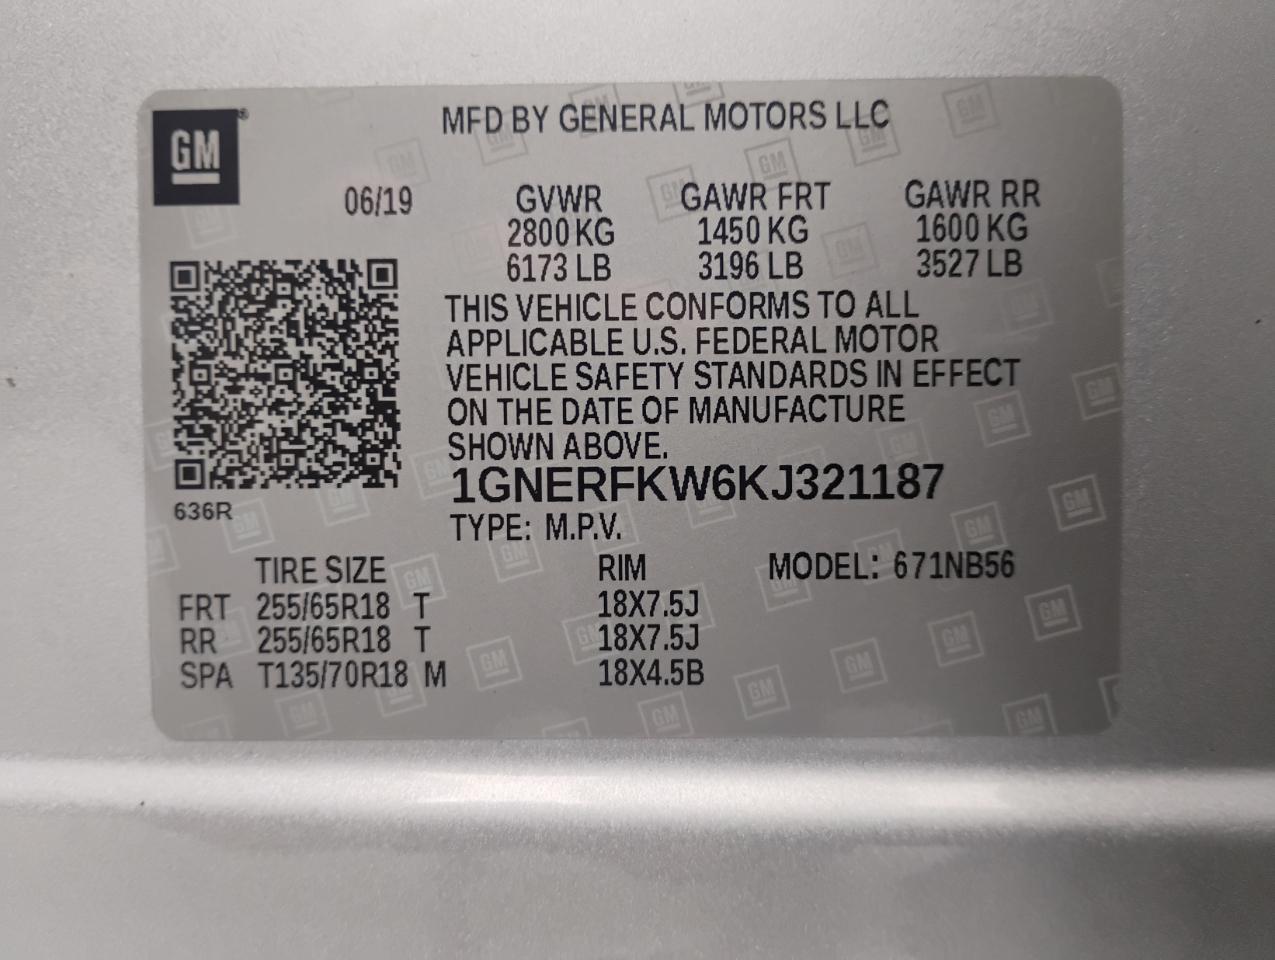 GM
MFD BY GENERAL MOTORS LLC
06/19
GVWR GAWR FRT GAWR RR
2800 KG 1450 KG 1600 KG
6173 LB 3196 LB 3527 LB
THIS VEHICLE CONFORMS TO ALL
APPLICABLE U.S. FEDERAL MOTOR
VEHICLE SAFETY STANDARDS IN EFFECT
ON THE DATE OF MANUFACTURE
SHOWN ABOVE.
1GNERFKW6KJ321187
636R
TYPE: M.P.V.
TIRE SIZE RIM MODEL: 671NB56
FRT 255/65R18 T 18X7.5J
RR 255/65R18 T 18X7.5J
SPA T135/70R18 M 18X4.5B